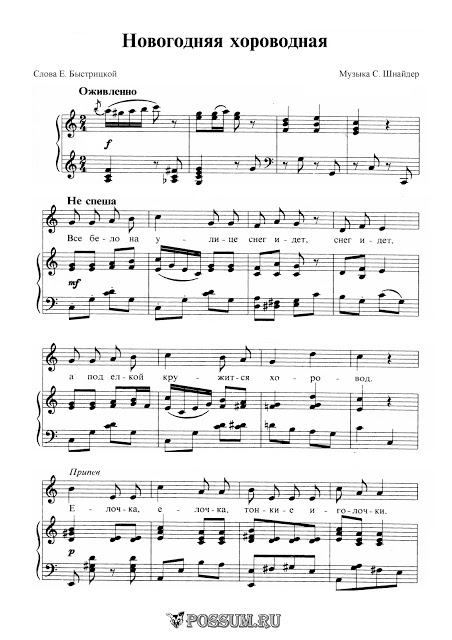 Новогодняя хороводная
Слова Е. Быстрицкой
Музыка С. Шнайдер
Оживленно
f
Не спеша
Все бе-ло на у - ли-це снег и-дет, снег и-дет,
mf
а под ел-кой кру - жит-ся хо - ро - вод.
Припев
Е - лоч-ка, е - лоч-ка, тон-ки-е и-голоч-ки.
p
POSSUM.RU